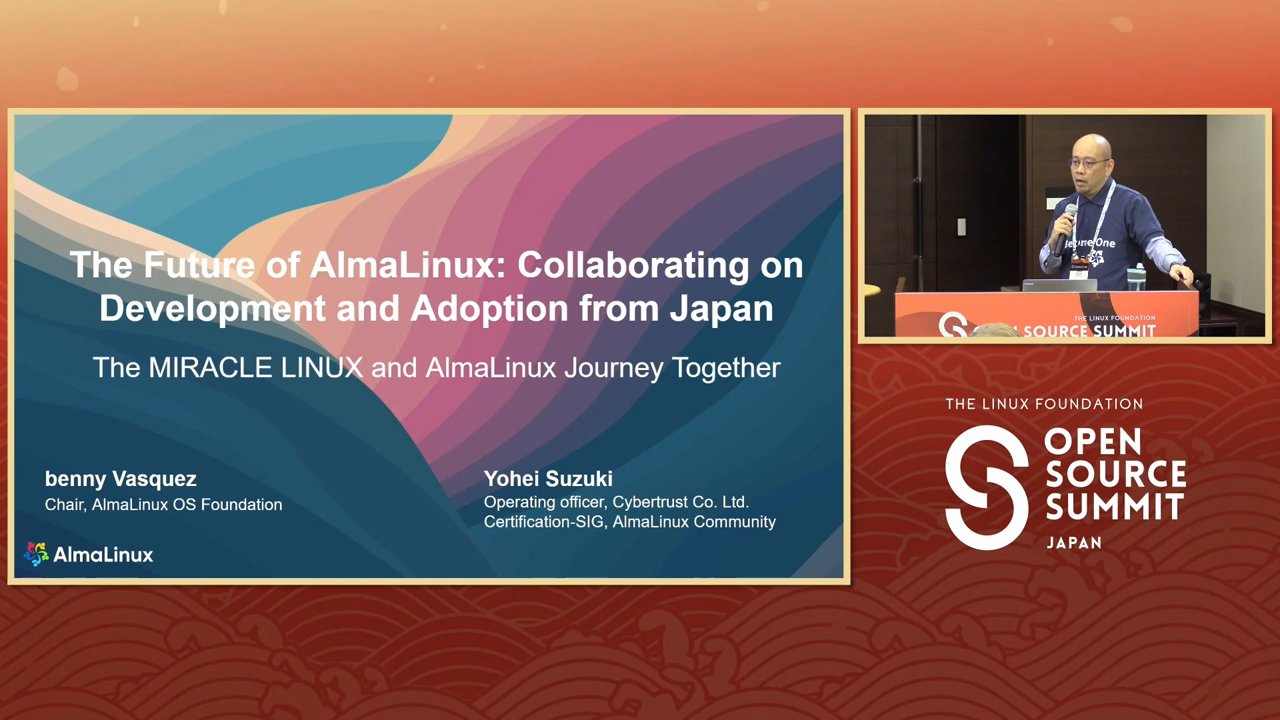 The Future of AlmaLinux: Collaborating on
Development and Adoption from Japan
The MIRACLE LINUX and AlmaLinux Journey Together
benny Vasquez
Chair, AlmaLinux OS Foundation
Yohei Suzuki
Operating officer, Cybertrust Co. Ltd.
Certification-SIG, AlmaLinux Community
AlmaLinux
One
THE LINUX FOUNDATION
OPEN SOURCE SUMMIT
THE LINUX FOUNDATION
OPEN
SOURCE
SUMMIT
JAPAN